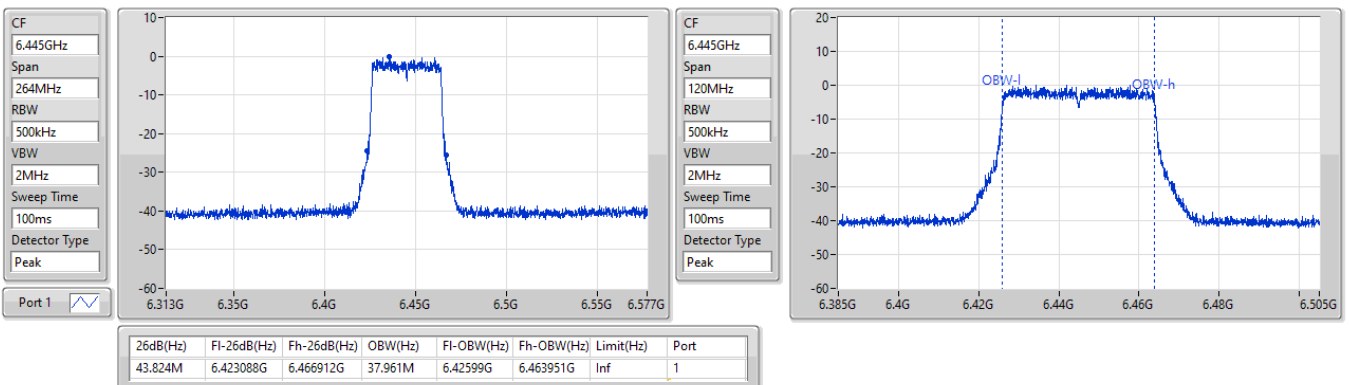 CF
6.445GHz
Span
264MHz
RBW
500kHz
VBW
2MHz
Sweep Time
100ms
Detector Type
Peak
Port 1
10-
0-
-10-
-20-
-30-
-40-
-50-
-60-
6.313G 6.35G 6.4G 6.45G 6.5G 6.55G 6.577G
CF
6.445GHz
Span
120MHz
RBW
500kHz
VBW
2MHz
Sweep Time
100ms
Detector Type
Peak
20-
10-
0-
-10-
-20-
-30-
-40-
-50-
-60-
OBW-l OBW-h
6.385G 6.4G 6.42G 6.44G 6.46G 6.48G 6.505G
26dB(Hz) Fl-26dB(Hz) Fh-26dB(Hz) OBW(Hz) Fl-OBW(Hz) Fh-OBW(Hz) Limit(Hz) Port
43.824M 6.423088G 6.466912G 37.961M 6.42599G 6.463951G Inf 1